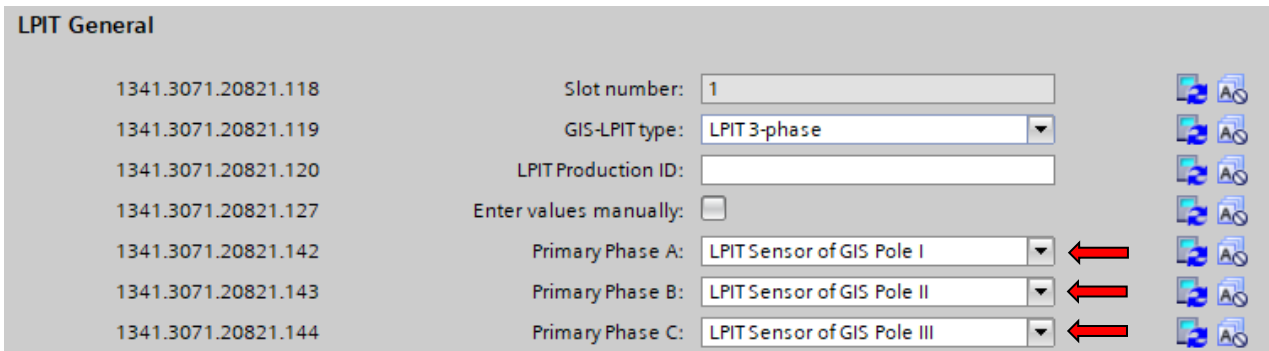 LPIT General
1341.3071.20821.118 Slot number: 1
1341.3071.20821.119 GIS-LPIT type: LPIT 3-phase
1341.3071.20821.120 LPIT Production ID:
1341.3071.20821.127 Enter values manually:
1341.3071.20821.142 Primary Phase A: LPIT Sensor of GIS Pole I
1341.3071.20821.143 Primary Phase B: LPIT Sensor of GIS Pole II
1341.3071.20821.144 Primary Phase C: LPIT Sensor of GIS Pole III